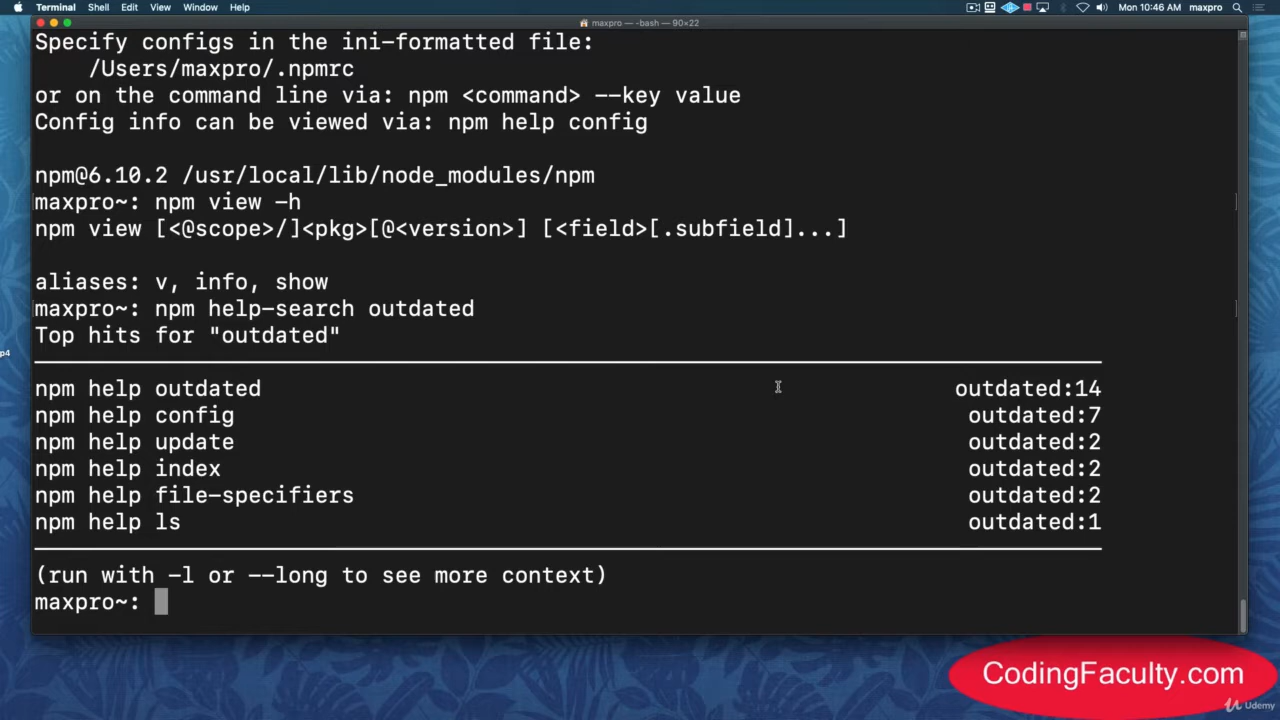 Terminal Shell Edit View Window Help Mon 10:46 AM maxpro
maxpro — -bash — 90×22
Specify configs in the ini-formatted file:
/Users/maxpro/.npmrc
or on the command line via: npm <command> --key value
Config info can be viewed via: npm help config
npm@6.10.2 /usr/local/lib/node_modules/npm
maxpro~: npm view -h
npm view [<@scope>/]<pkg>[@<version>] [<field>[.subfield]...]
aliases: v, info, show
maxpro~: npm help-search outdated
Top hits for "outdated"
p4
npm help outdated outdated:14
npm help config outdated:7
npm help update outdated:2
npm help index outdated:2
npm help file-specifiers outdated:2
npm help ls outdated:1
(run with -l or --long to see more context)
maxpro~:
CodingFaculty.com
Udemy